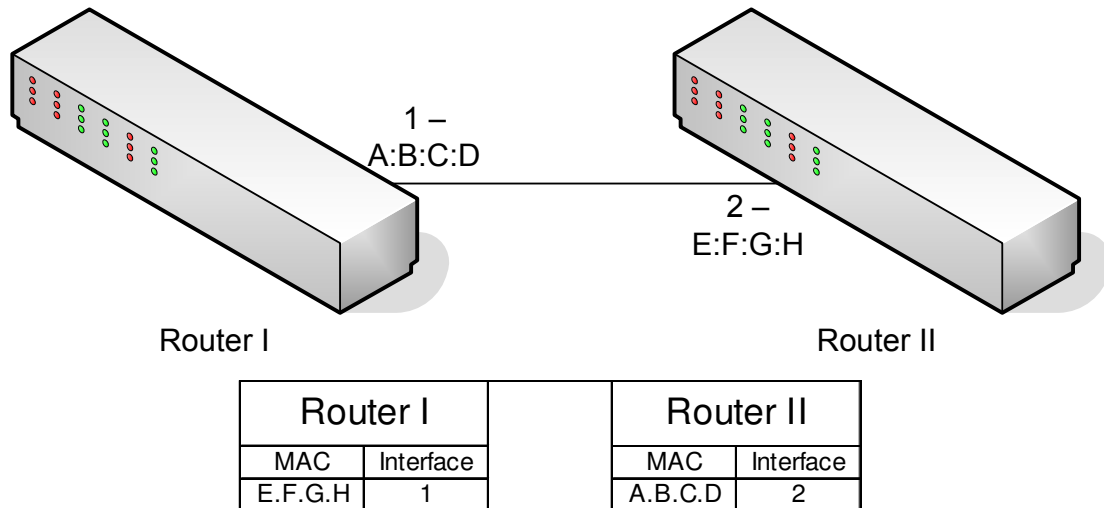 1 –
A:B:C:D
2 –
E:F:G:H
Router I
Router II
Router I
MAC Interface
E.F.G.H 1
Router II
MAC Interface
A.B.C.D 2